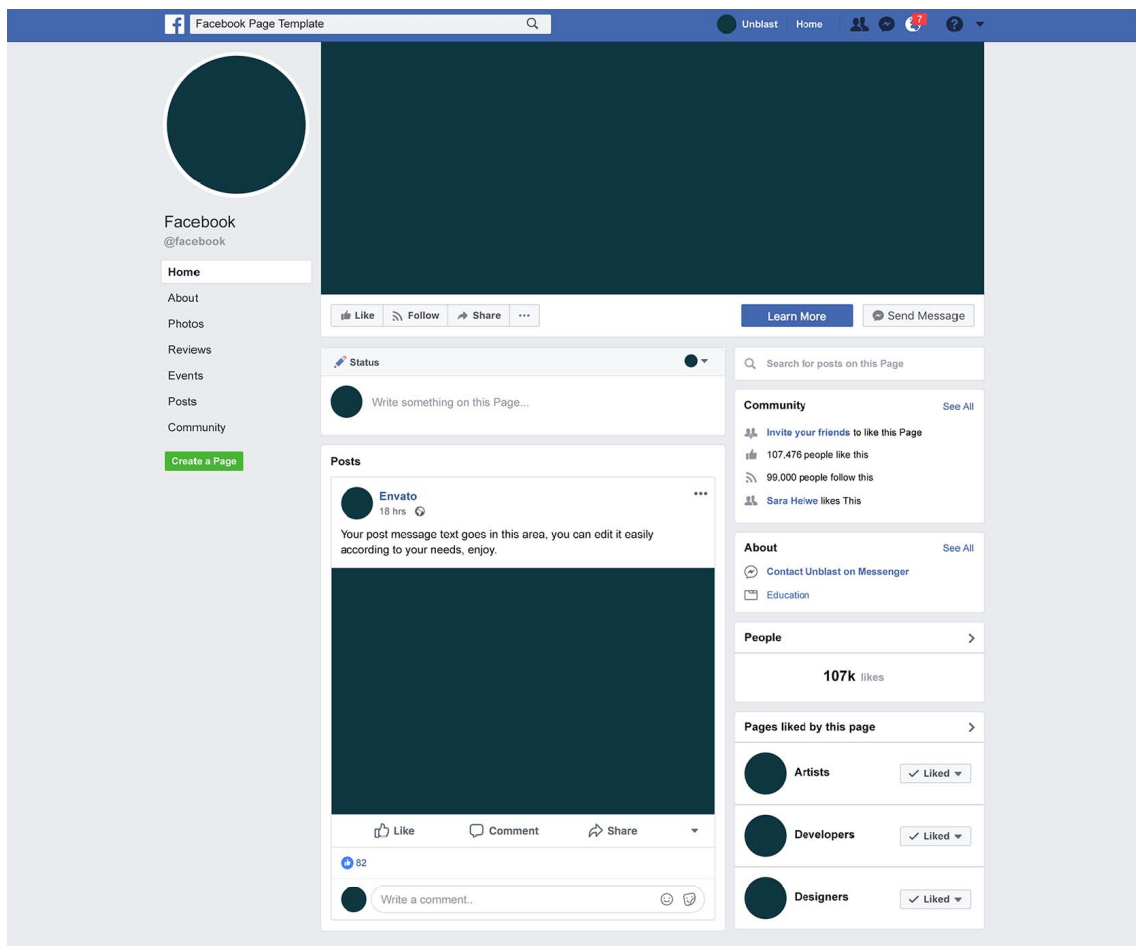 Facebook Page Template
Unblast
Home
7
Facebook
@facebook
Home
About
Photos
Reviews
Events
Posts
Community
Create a Page
Like
Follow
Share
Learn More
Send Message
Status
Write something on this Page...
Posts
Envato
18 hrs
Your post message text goes in this area, you can edit it easily
according to your needs, enjoy.
Like
Comment
Share
82
Write a comment..
Search for posts on this Page
Community
See All
Invite your friends to like this Page
107,476 people like this
99,000 people follow this
Sara Helwe likes This
About
See All
Contact Unblast on Messenger
Education
People
107k likes
Pages liked by this page
Artists
Liked
Developers
Liked
Designers
Liked